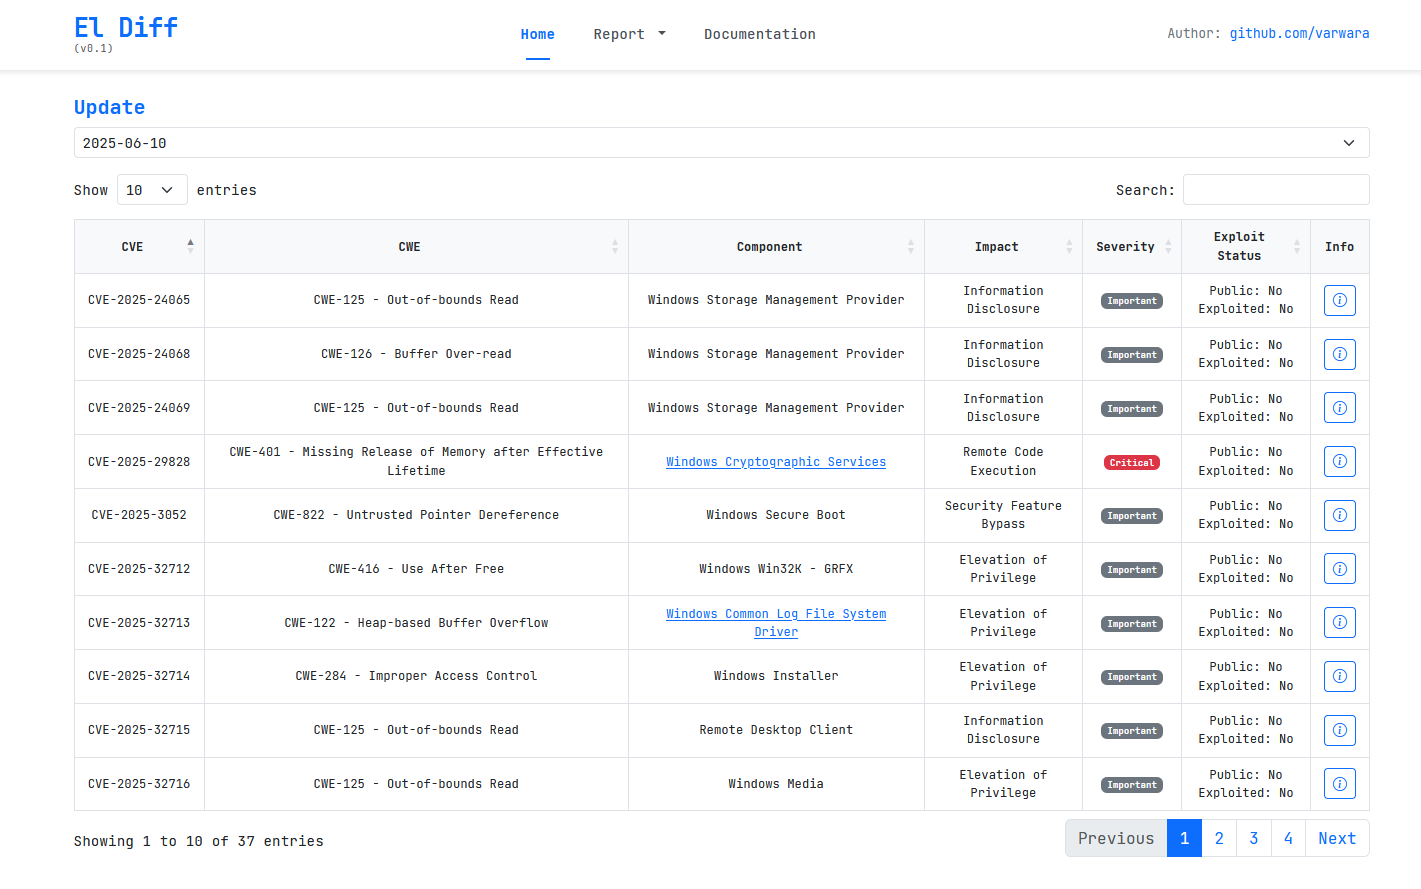 El Diff
(v0.1)
Home
Report
Documentation
Author: github.com/varwara
Update
2025-06-10
Show 10 entries
Search:
CVE CWE Component Impact Severity Exploit Status Info
CVE-2025-24065 CWE-125 - Out-of-bounds Read Windows Storage Management Provider Information Disclosure Important Public: No Exploited: No
CVE-2025-24068 CWE-126 - Buffer Over-read Windows Storage Management Provider Information Disclosure Important Public: No Exploited: No
CVE-2025-24069 CWE-125 - Out-of-bounds Read Windows Storage Management Provider Information Disclosure Important Public: No Exploited: No
CVE-2025-29828 CWE-401 - Missing Release of Memory after Effective Lifetime Windows Cryptographic Services Remote Code Execution Critical Public: No Exploited: No
CVE-2025-3052 CWE-822 - Untrusted Pointer Dereference Windows Secure Boot Security Feature Bypass Important Public: No Exploited: No
CVE-2025-32712 CWE-416 - Use After Free Windows Win32K - GRFX Elevation of Privilege Important Public: No Exploited: No
CVE-2025-32713 CWE-122 - Heap-based Buffer Overflow Windows Common Log File System Driver Elevation of Privilege Important Public: No Exploited: No
CVE-2025-32714 CWE-284 - Improper Access Control Windows Installer Elevation of Privilege Important Public: No Exploited: No
CVE-2025-32715 CWE-125 - Out-of-bounds Read Remote Desktop Client Information Disclosure Important Public: No Exploited: No
CVE-2025-32716 CWE-125 - Out-of-bounds Read Windows Media Elevation of Privilege Important Public: No Exploited: No
Showing 1 to 10 of 37 entries
Previous 1 2 3 4 Next